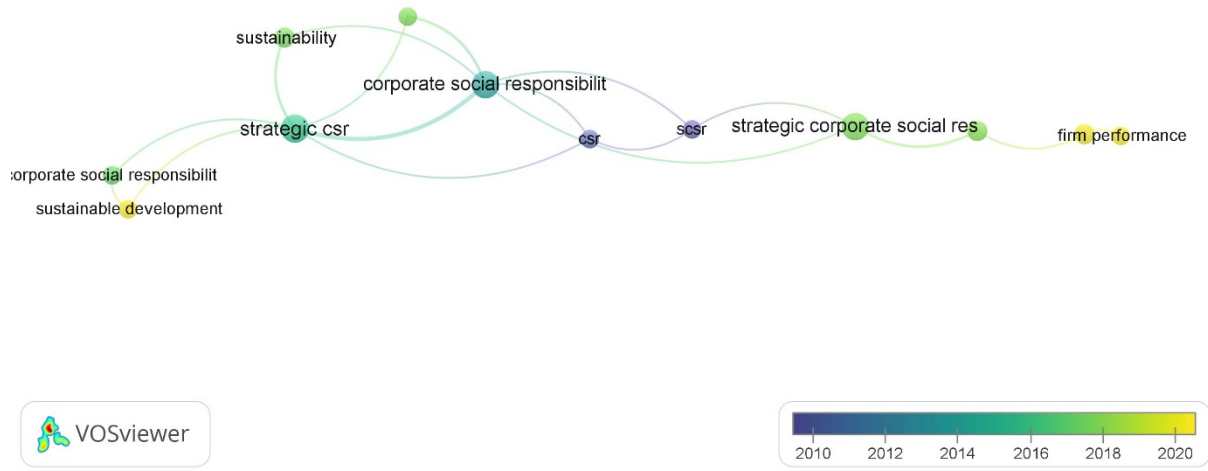 sustainability
corporate social responsibilit
strategic csr
csr
scsr
strategic corporate social res
firm performance
corporate social responsibilit
sustainable development
VOSviewer
2010 2012 2014 2016 2018 2020